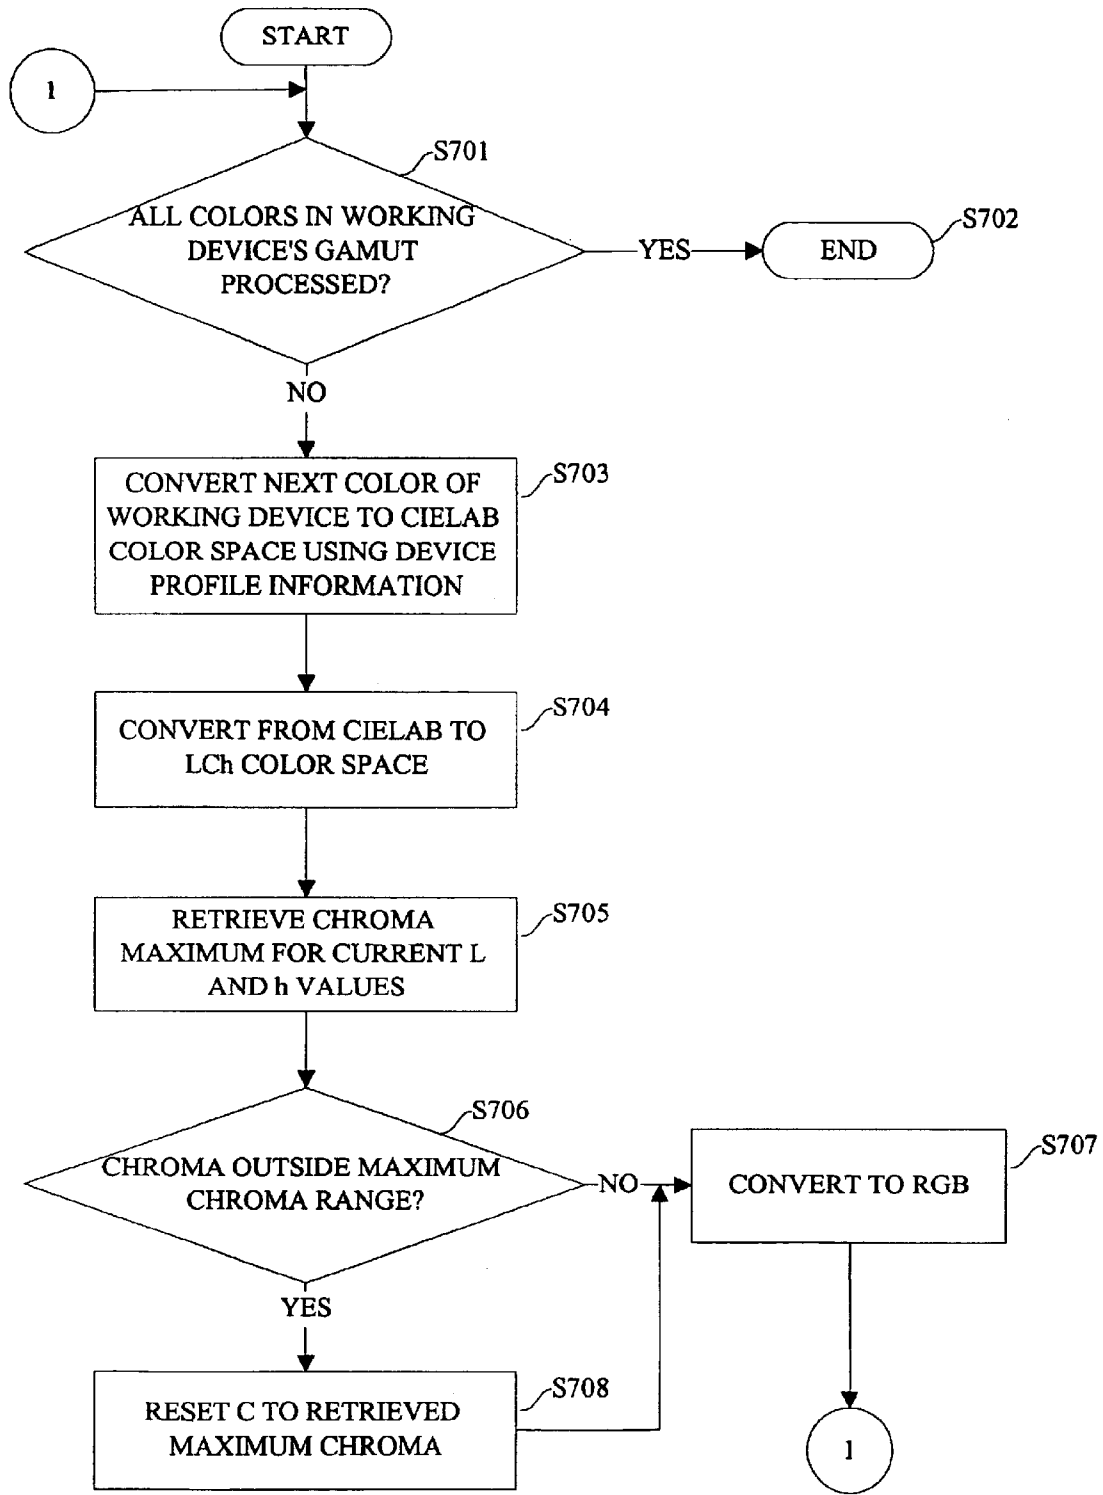 START
1
S701
ALL COLORS IN WORKING
DEVICE'S GAMUT
PROCESSED?
YES
END
S702
NO
CONVERT NEXT COLOR OF
WORKING DEVICE TO CIELAB
COLOR SPACE USING DEVICE
PROFILE INFORMATION
S703
CONVERT FROM CIELAB TO
LCh COLOR SPACE
S704
RETRIEVE CHROMA
MAXIMUM FOR CURRENT L
AND h VALUES
S705
S706
CHROMA OUTSIDE MAXIMUM
CHROMA RANGE?
NO
CONVERT TO RGB
S707
YES
RESET C TO RETRIEVED
MAXIMUM CHROMA
S708
1